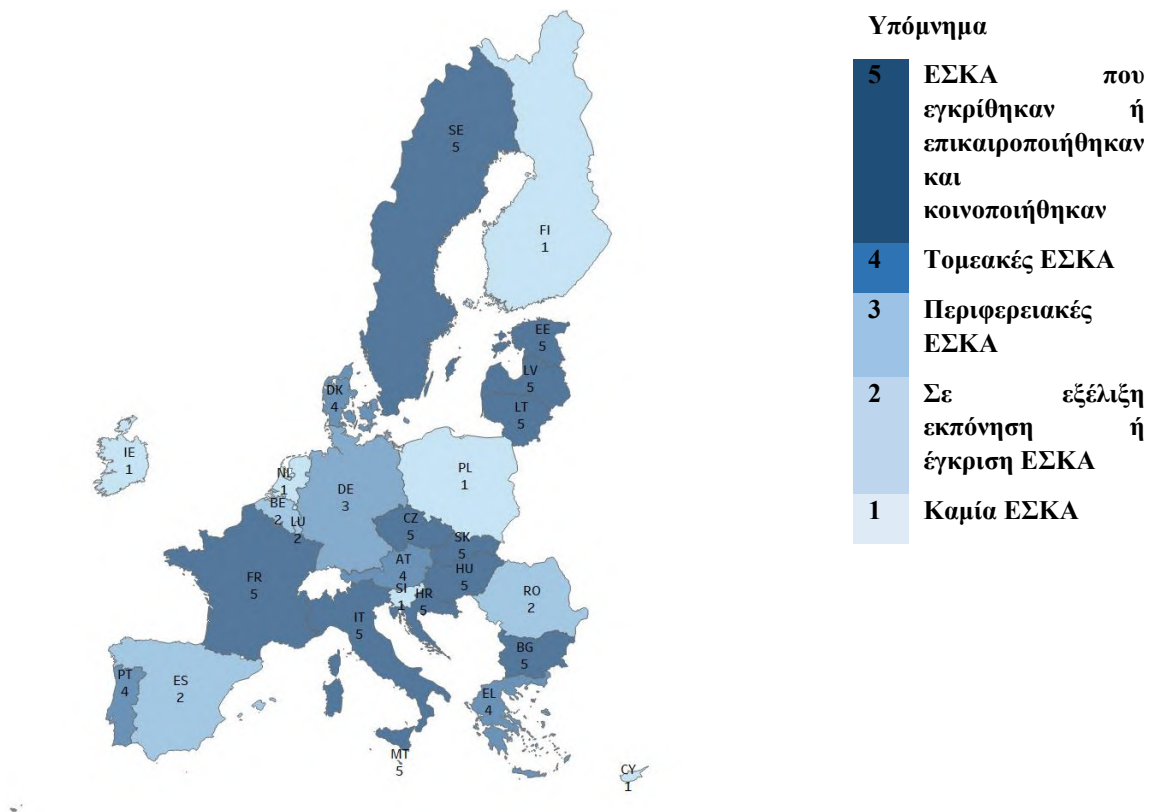 Υπόμνημα
5 ΕΣΚΑ που
εγκρίθηκαν ή
επικαιροποιήθηκαν
και
κοινοποιήθηκαν
4 Τομεακές ΕΣΚΑ
3 Περιφερειακές
ΕΣΚΑ
2 Σε εξέλιξη
εκπόνηση ή
έγκριση ΕΣΚΑ
1 Καμία ΕΣΚΑ
SE
5
FI
1
EE
5
LV
5
LT
5
DK
4
IE
1
NL
1
BE
2
LU
2
DE
3
PL
1
CZ
5
SK
5
AT
4
HU
5
SI
1
HR
5
FR
5
IT
5
RO
2
BG
5
PT
4
ES
2
EL
4
MT
5
CY
1